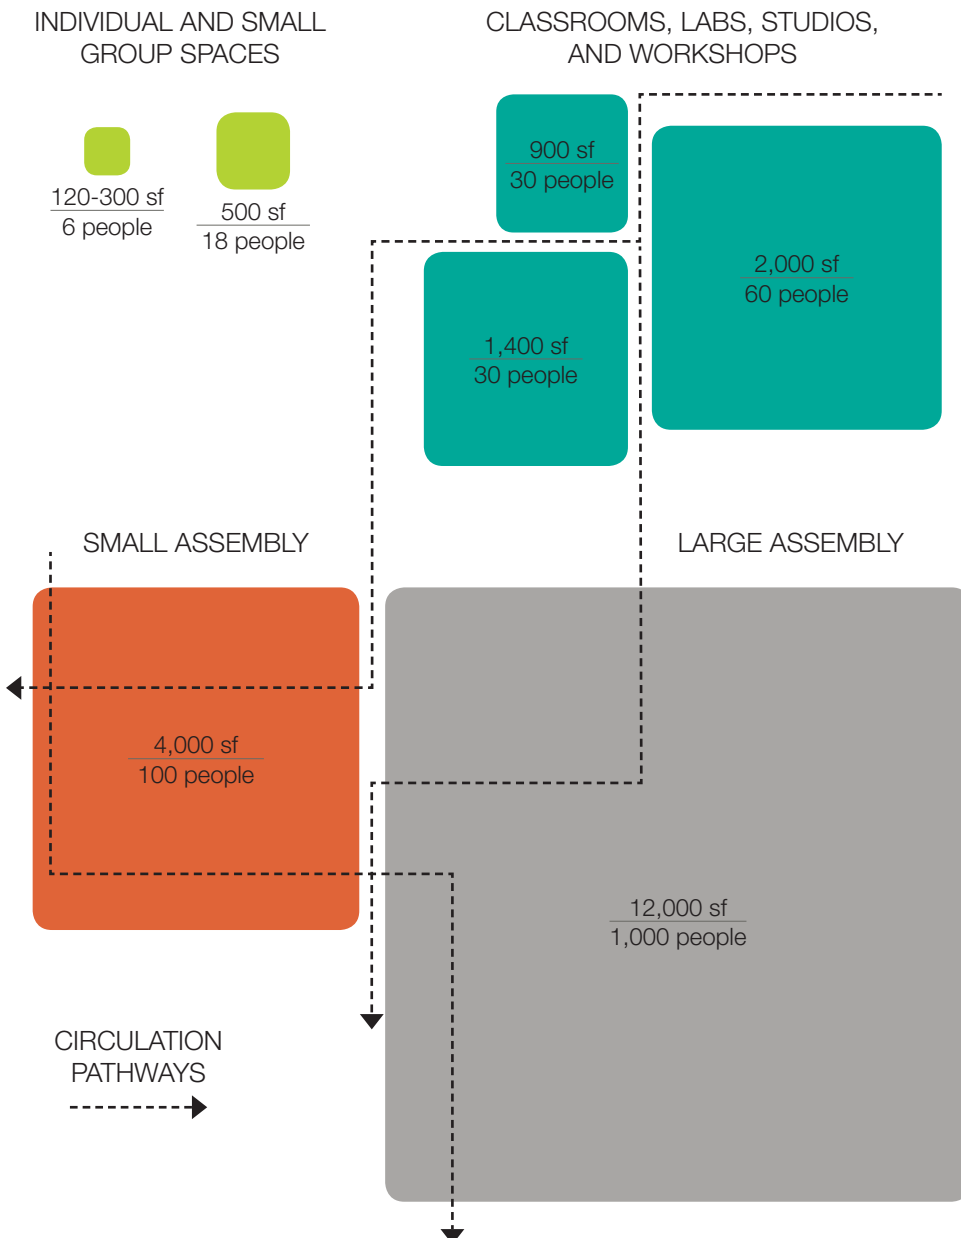 INDIVIDUAL AND SMALL
GROUP SPACES
120-300 sf
6 people
500 sf
18 people
CLASSROOMS, LABS, STUDIOS,
AND WORKSHOPS
900 sf
30 people
2,000 sf
60 people
1,400 sf
30 people
SMALL ASSEMBLY
4,000 sf
100 people
LARGE ASSEMBLY
12,000 sf
1,000 people
CIRCULATION
PATHWAYS